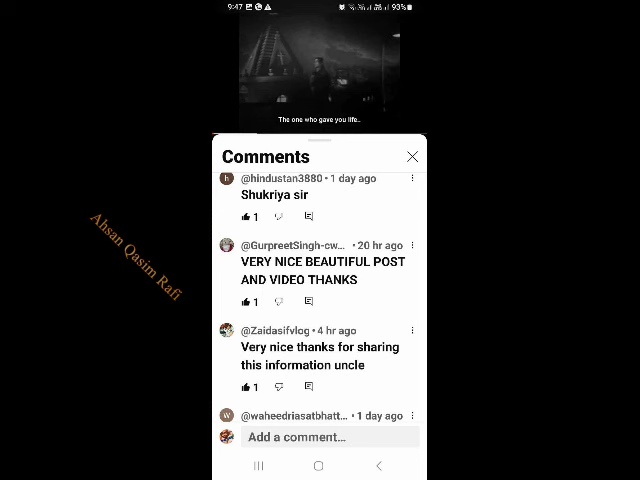 9:47
93%
The one who gave you life..
Comments
h
@hindustan3880 • 1 day ago
Shukriya sir
1
@GurpreetSingh-cw... • 20 hr ago
VERY NICE BEAUTIFUL POST
AND VIDEO THANKS
1
@Zaidasifvlog • 4 hr ago
Very nice thanks for sharing
this information uncle
1
W
@waheedriasatbhatt... • 1 day ago
Add a comment...
Ahsan Qasim Rafi